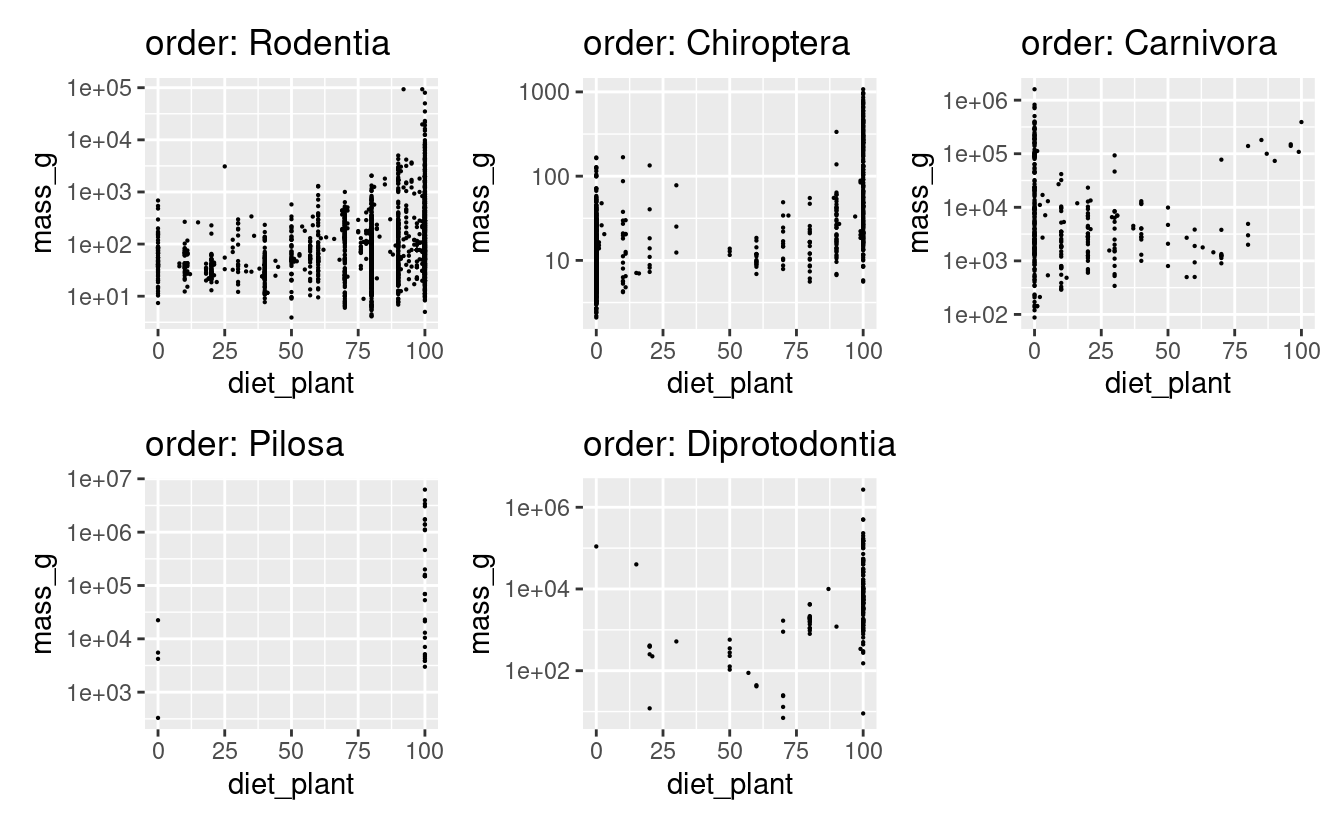 order: Rodentia
1e+05
1e+04
1e+03
1e+02
1e+01
mass_g
0 25 50 75 100
diet_plant
order: Chiroptera
1000
100
10
mass_g
0 25 50 75 100
diet_plant
order: Carnivora
1e+06
1e+05
1e+04
1e+03
1e+02
mass_g
0 25 50 75 100
diet_plant
order: Pilosa
1e+07
1e+06
1e+05
1e+04
1e+03
mass_g
0 25 50 75 100
diet_plant
order: Diprotodontia
1e+06
1e+04
1e+02
mass_g
0 25 50 75 100
diet_plant